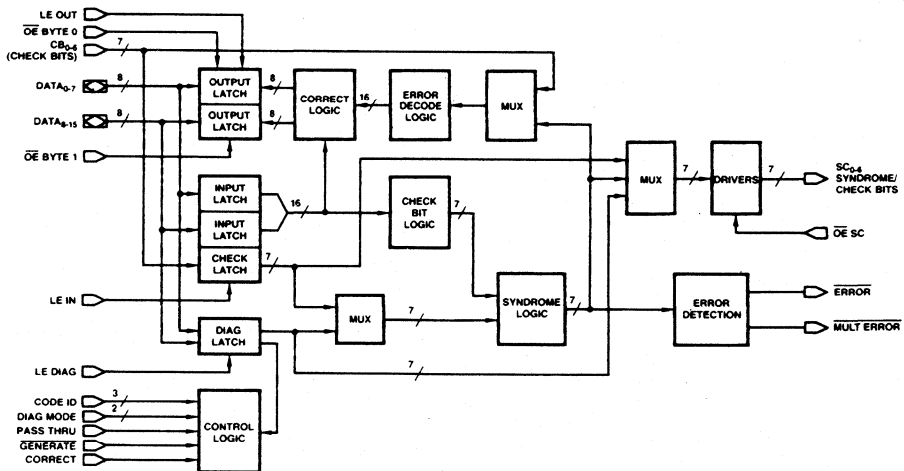 LE OUT
OE BYTE 0
CB0-6
(CHECK BITS)
7
DATA0-7
8
DATA8-15
8
OE BYTE 1
OUTPUT
LATCH
OUTPUT
LATCH
8
8
CORRECT
LOGIC
16
ERROR
DECODE
LOGIC
MUX
INPUT
LATCH
INPUT
LATCH
CHECK
LATCH
16
7
CHECK
BIT
LOGIC
7
MUX
7
DRIVERS
7
SC0-6
SYNDROME/
CHECK BITS
OE SC
LE IN
DIAG
LATCH
MUX
7
7
SYNDROME
LOGIC
7
ERROR
DETECTION
ERROR
MULT ERROR
LE DIAG
CODE ID
3
DIAG MODE
2
PASS THRU
GENERATE
CORRECT
CONTROL
LOGIC